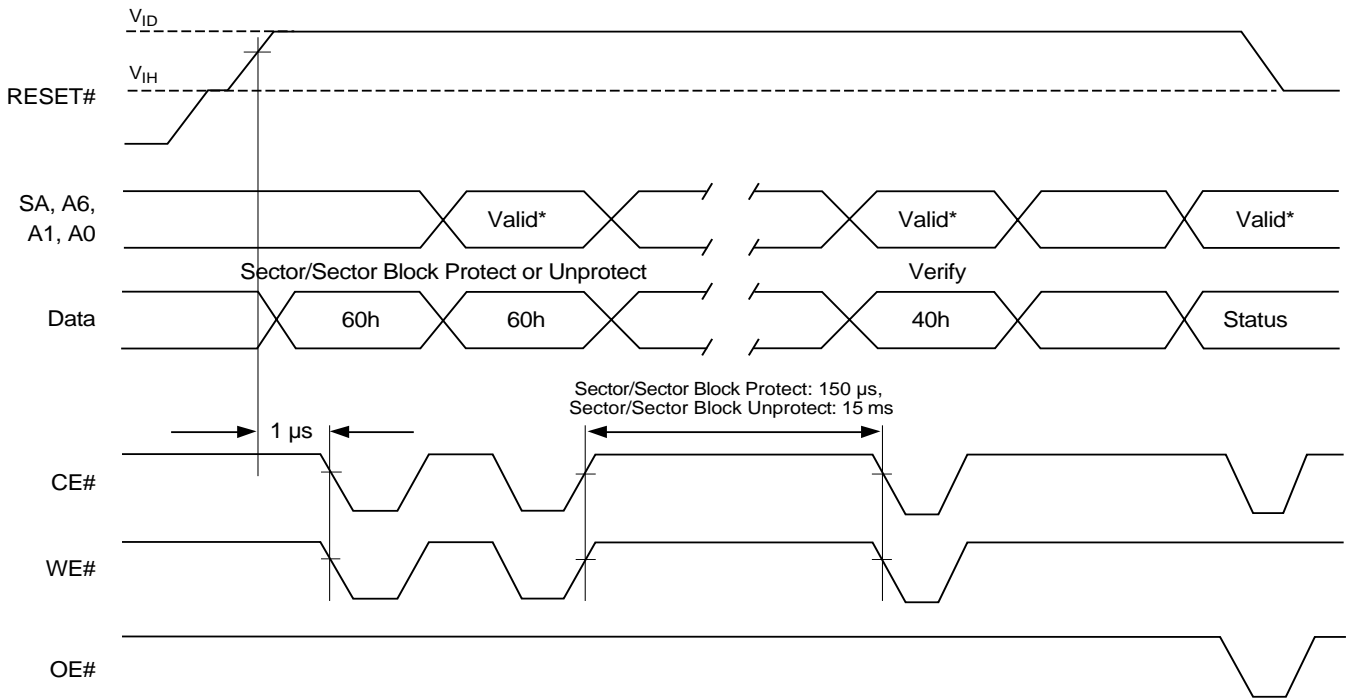 VID
VIH
RESET#
SA, A6,
A1, A0
Valid*
Valid*
Valid*
Sector/Sector Block Protect or Unprotect
Verify
Data
60h
60h
40h
Status
Sector/Sector Block Protect: 150 µs,
Sector/Sector Block Unprotect: 15 ms
1 µs
CE#
WE#
OE#